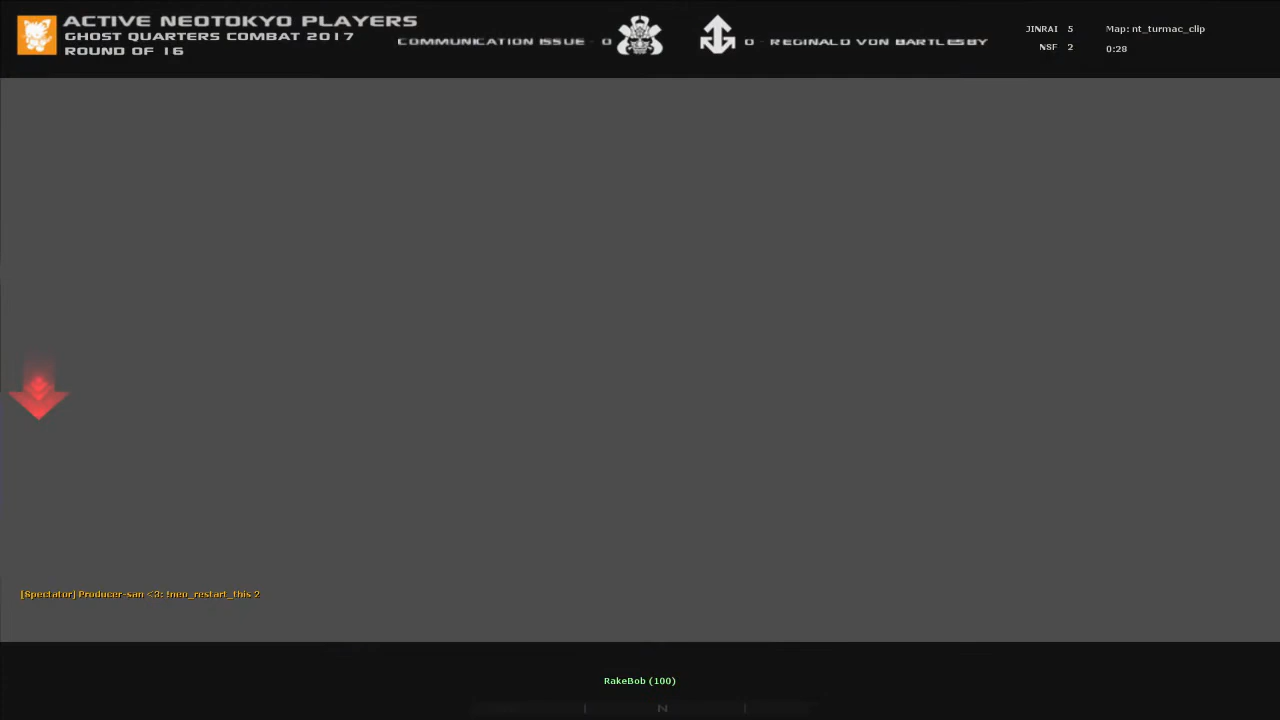 ACTIVE NEOTOKYO PLAYERS
GHOST QUARTERS COMBAT 2017
ROUND OF 16
COMMUNICATION ISSUE - 0
0 - REGINALD VON BARTLESBY
JINRAI 5
NSF 2
Map: nt_turmac_clip
0:28
[Spectator] Producer-san <3: !neo_restart_this 2
RakeBob (100)
| N |